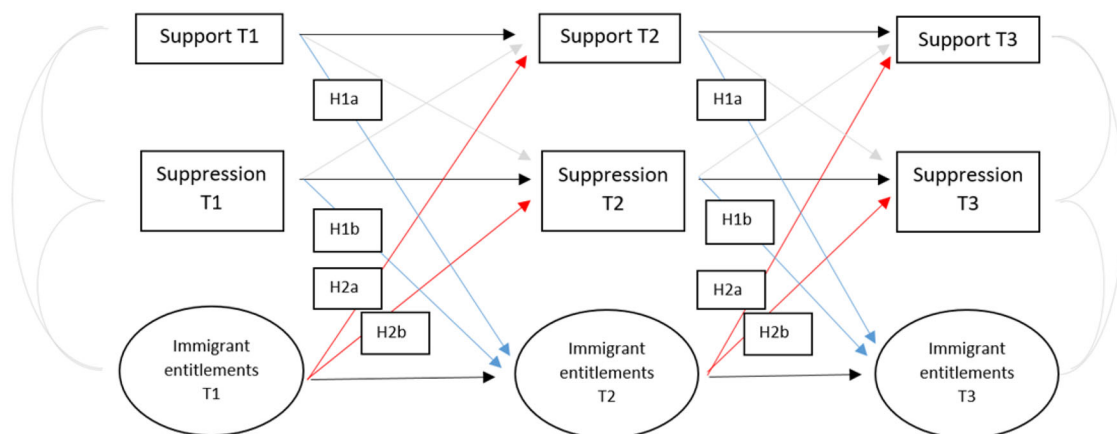 Support T1
Support T2
Support T3
H1a
H1a
Suppression
T1
Suppression
T2
Suppression
T3
H1b
H1b
H2a
H2a
H2b
H2b
Immigrant
entitlements
T1
Immigrant
entitlements
T2
Immigrant
entitlements
T3